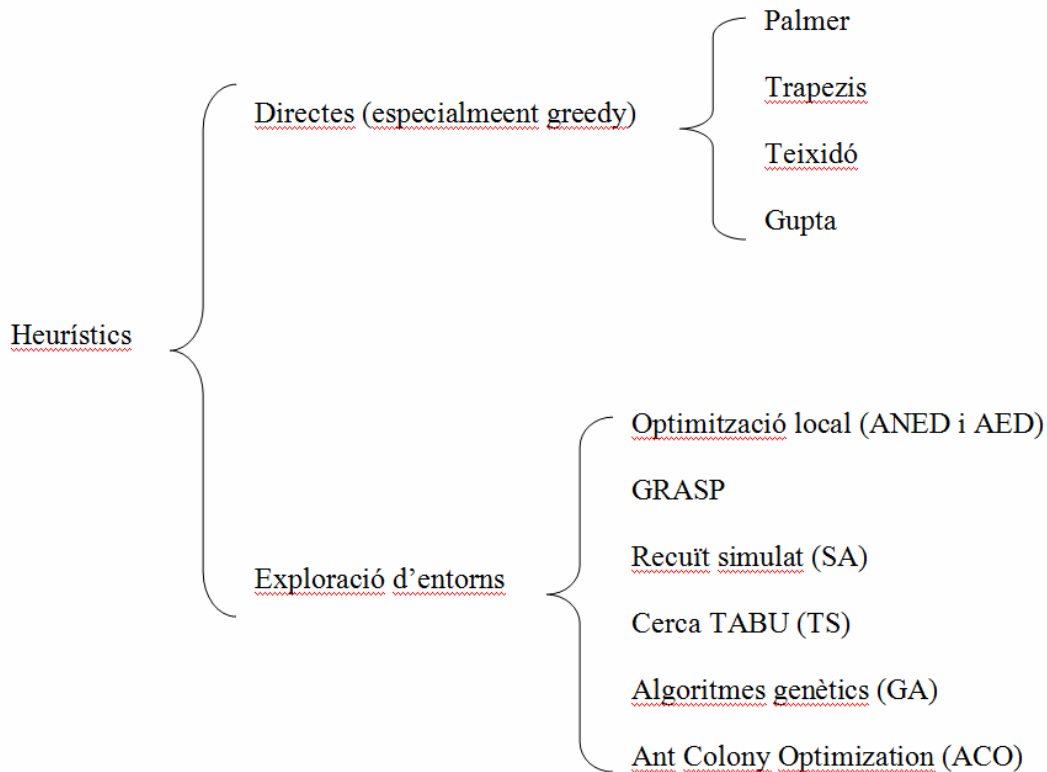 Heurístics
Directes (especialmeent greedy)
Palmer
Trapezis
Teixidó
Gupta
Exploració d’entorns
Optimització local (ANED i AED)
GRASP
Recuït simulat (SA)
Cerca TABU (TS)
Algoritmes genètics (GA)
Ant Colony Optimization (ACO)